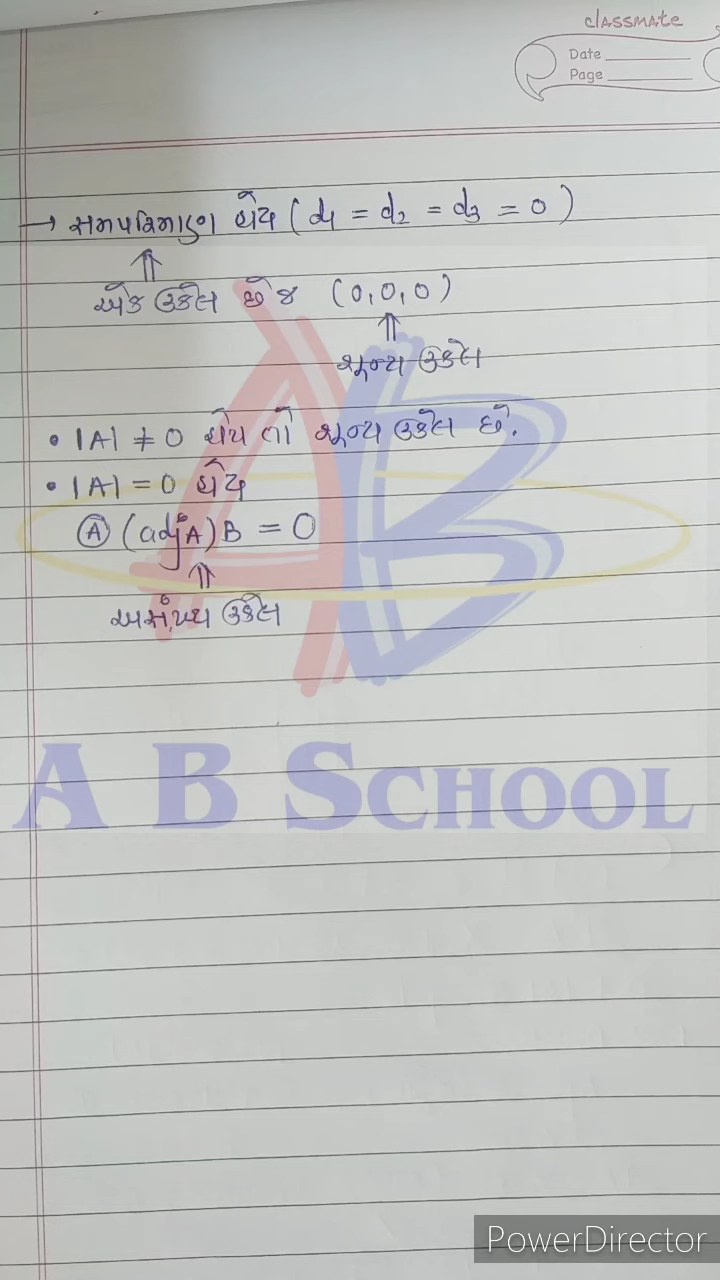 classmate
Date
Page
→ સમપરિમાણ હોય ( d1 = d2 = d3 = 0 )
⇑
એક ઉકેલ છે જ (0,0,0)
⇑
શૂન્ય ઉકેલ
• |A| ≠ 0 હોય તો શૂન્ય ઉકેલ છે.
• |A| = 0 હોય
Ⓐ (adjA)B = 0
⇑
અસંખ્ય ઉકેલ
AB
A B SCHOOL
PowerDirector